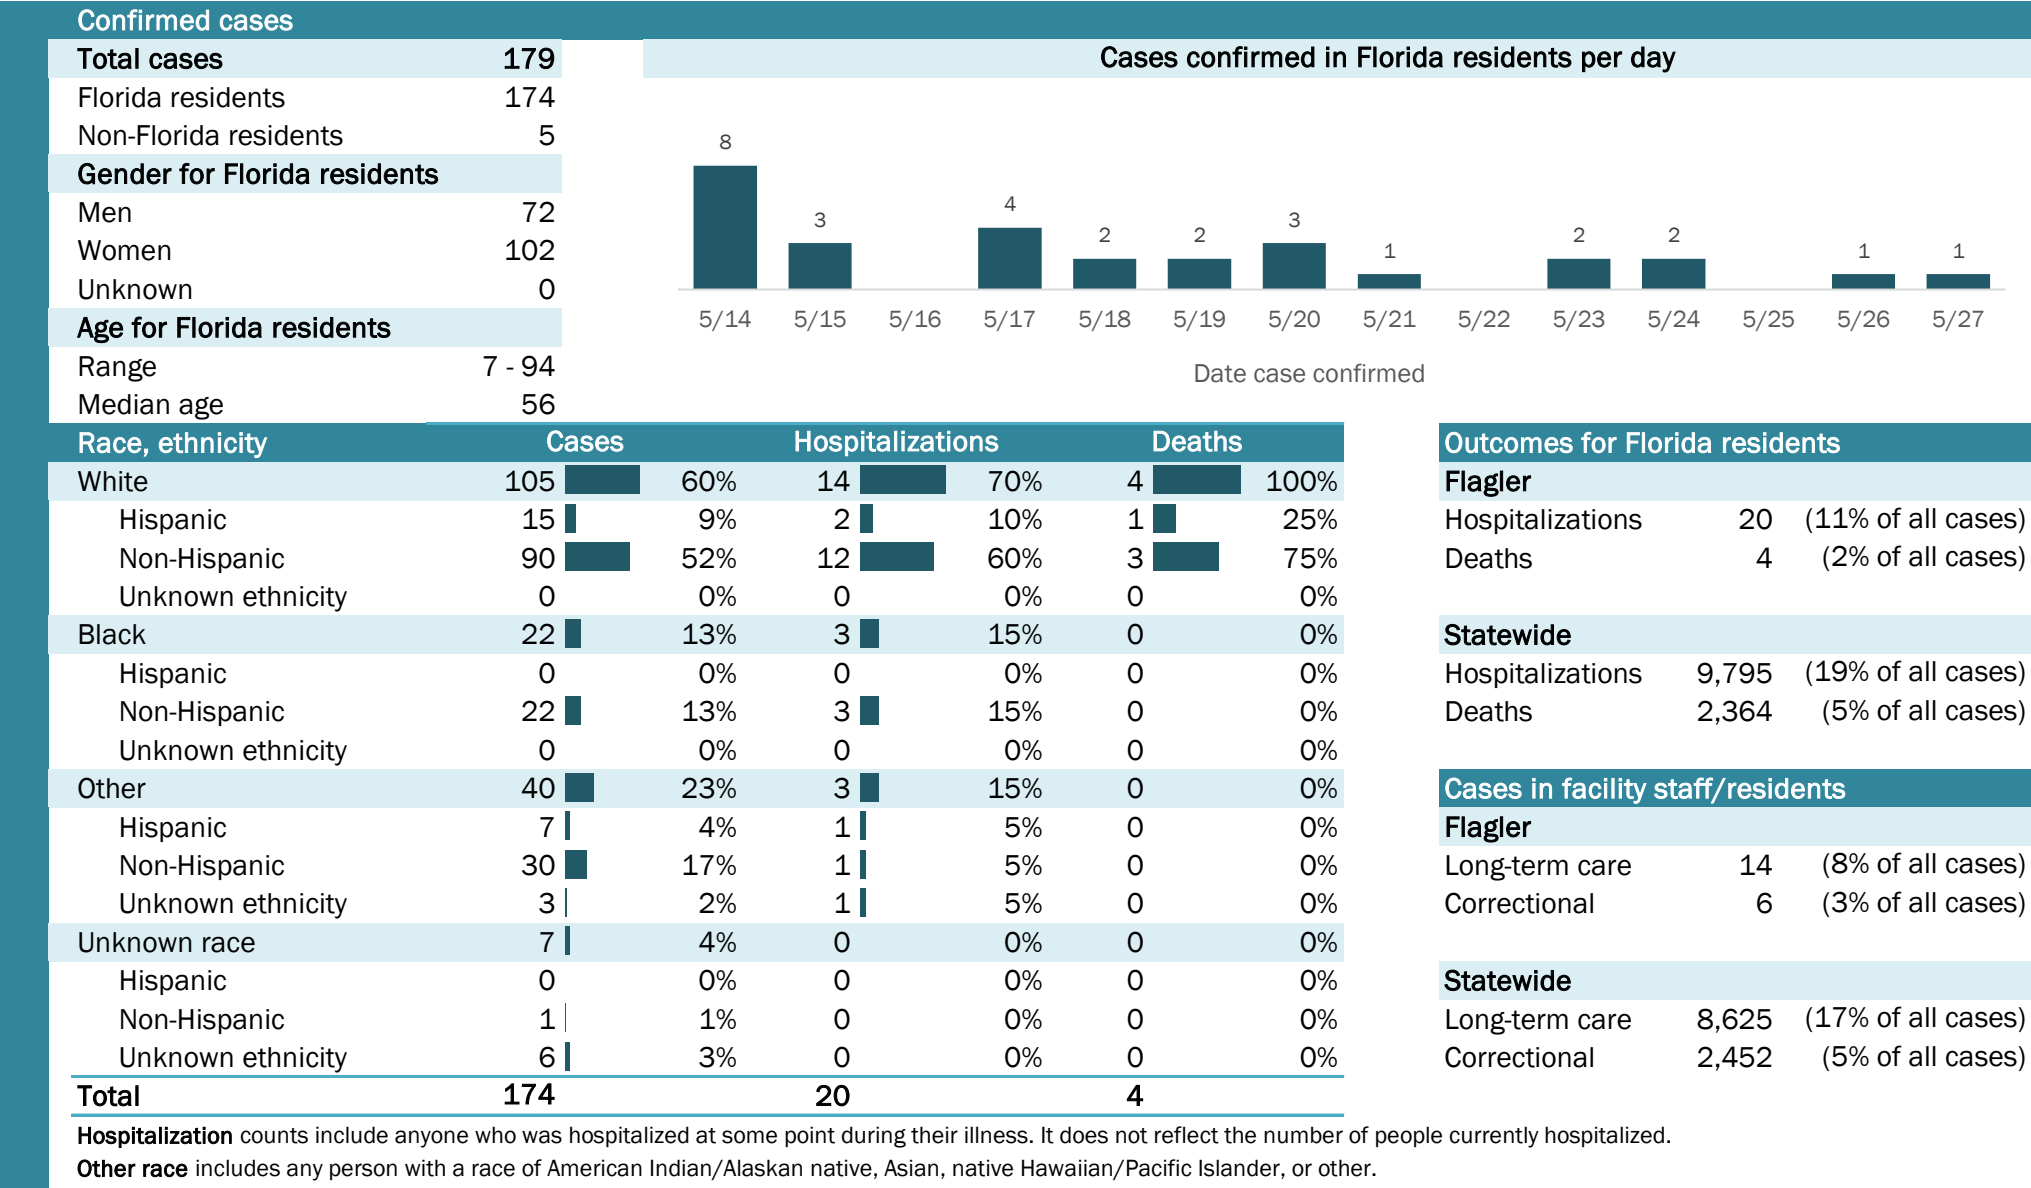 Confirmed cases
Total cases 179
Florida residents 174
Non-Florida residents 5
Gender for Florida residents
Men 72
Women 102
Unknown 0
Age for Florida residents
Range 7 - 94
Median age 56
Cases confirmed in Florida residents per day
8 3 4 2 2 3 1 2 2 1 1
5/14 5/15 5/16 5/17 5/18 5/19 5/20 5/21 5/22 5/23 5/24 5/25 5/26 5/27
Date case confirmed
Race, ethnicity Cases Hospitalizations Deaths
White 105 60% 14 70% 4 100%
Hispanic 15 9% 2 10% 1 25%
Non-Hispanic 90 52% 12 60% 3 75%
Unknown ethnicity 0 0% 0 0% 0 0%
Black 22 13% 3 15% 0 0%
Hispanic 0 0% 0 0% 0 0%
Non-Hispanic 22 13% 3 15% 0 0%
Unknown ethnicity 0 0% 0 0% 0 0%
Other 40 23% 3 15% 0 0%
Hispanic 7 4% 1 5% 0 0%
Non-Hispanic 30 17% 1 5% 0 0%
Unknown ethnicity 3 2% 1 5% 0 0%
Unknown race 7 4% 0 0% 0 0%
Hispanic 0 0% 0 0% 0 0%
Non-Hispanic 1 1% 0 0% 0 0%
Unknown ethnicity 6 3% 0 0% 0 0%
Total 174 20 4
Outcomes for Florida residents
Flagler
Hospitalizations 20 (11% of all cases)
Deaths 4 (2% of all cases)
Statewide
Hospitalizations 9,795 (19% of all cases)
Deaths 2,364 (5% of all cases)
Cases in facility staff/residents
Flagler
Long-term care 14 (8% of all cases)
Correctional 6 (3% of all cases)
Statewide
Long-term care 8,625 (17% of all cases)
Correctional 2,452 (5% of all cases)
Hospitalization counts include anyone who was hospitalized at some point during their illness. It does not reflect the number of people currently hospitalized.
Other race includes any person with a race of American Indian/Alaskan native, Asian, native Hawaiian/Pacific Islander, or other.